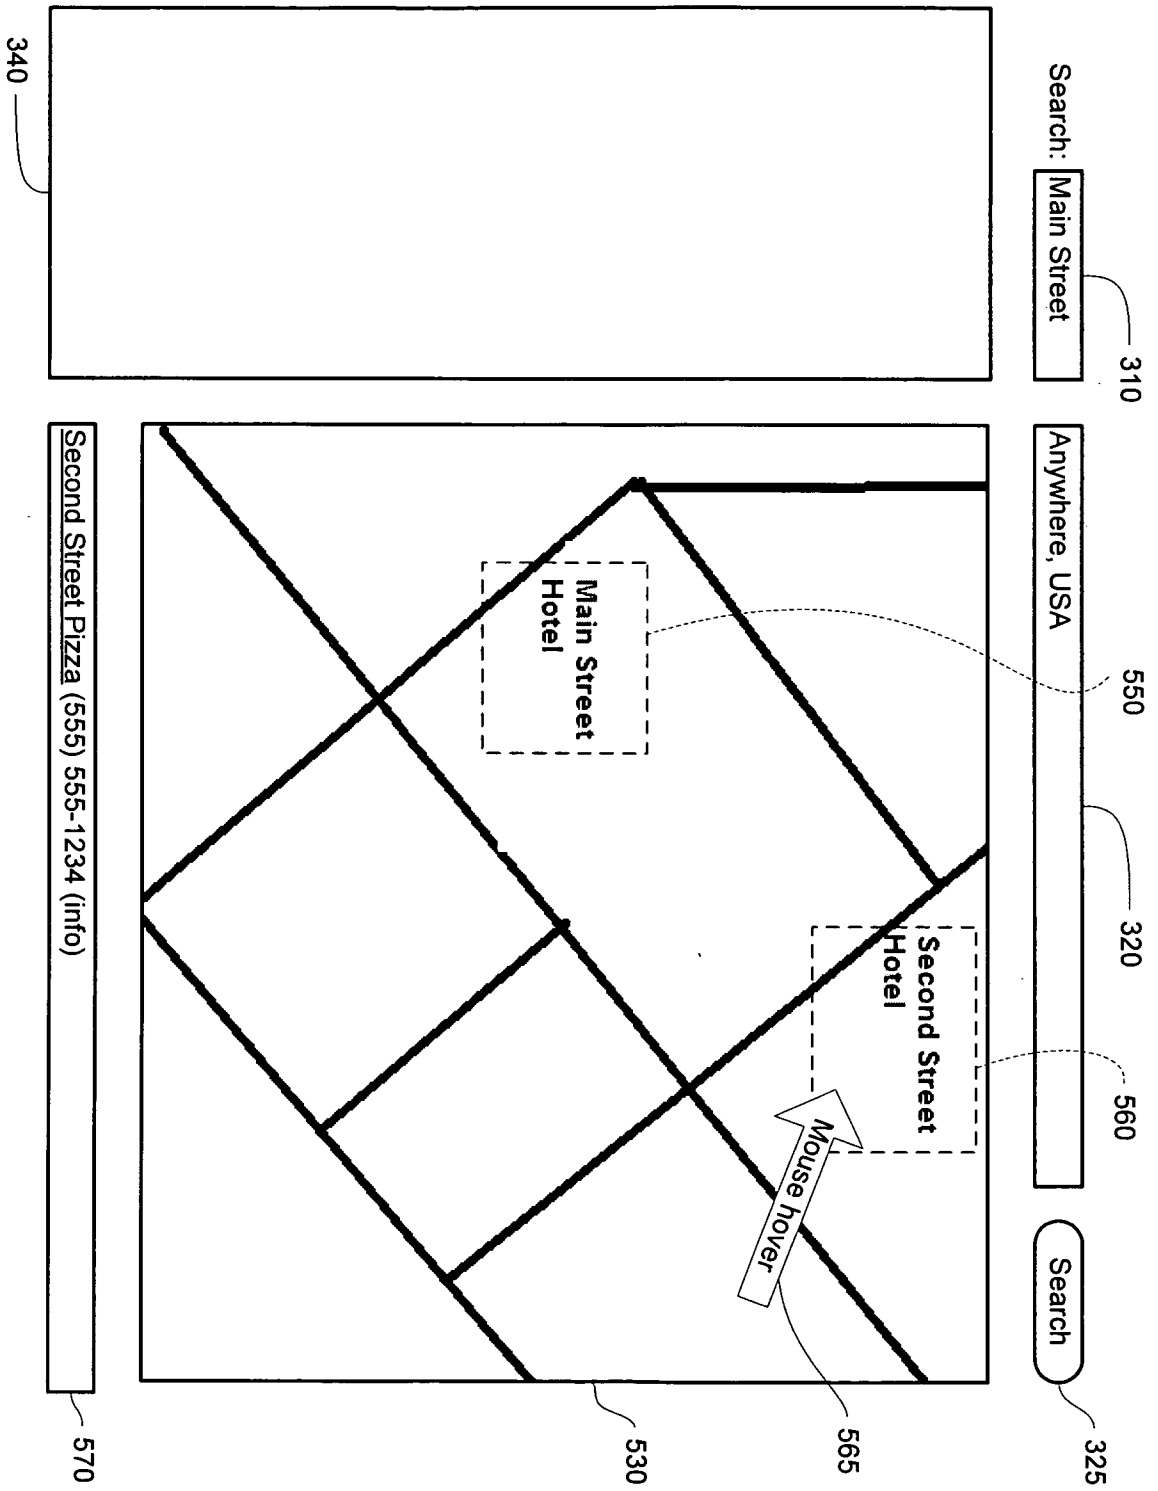 310
320
325
Search: Main Street
Anywhere, USA
Search
550
560
Second Street
Hotel
Mouse hover
565
Main Street
Hotel
530
Second Street Pizza (555) 555-1234 (info)
570
340